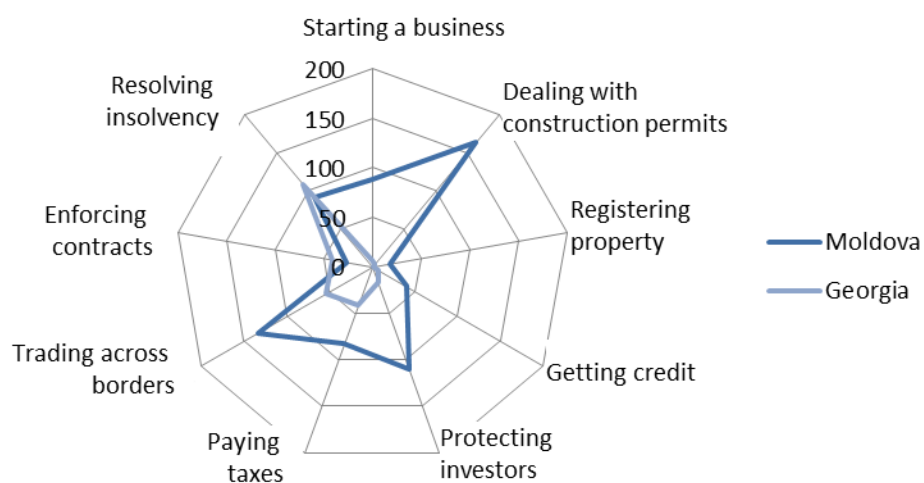 Starting a business
200
150
100
50
0
Dealing with
construction permits
Registering
property
Getting credit
Protecting
investors
Paying
taxes
Trading across
borders
Enforcing
contracts
Resolving
insolvency
Moldova
Georgia